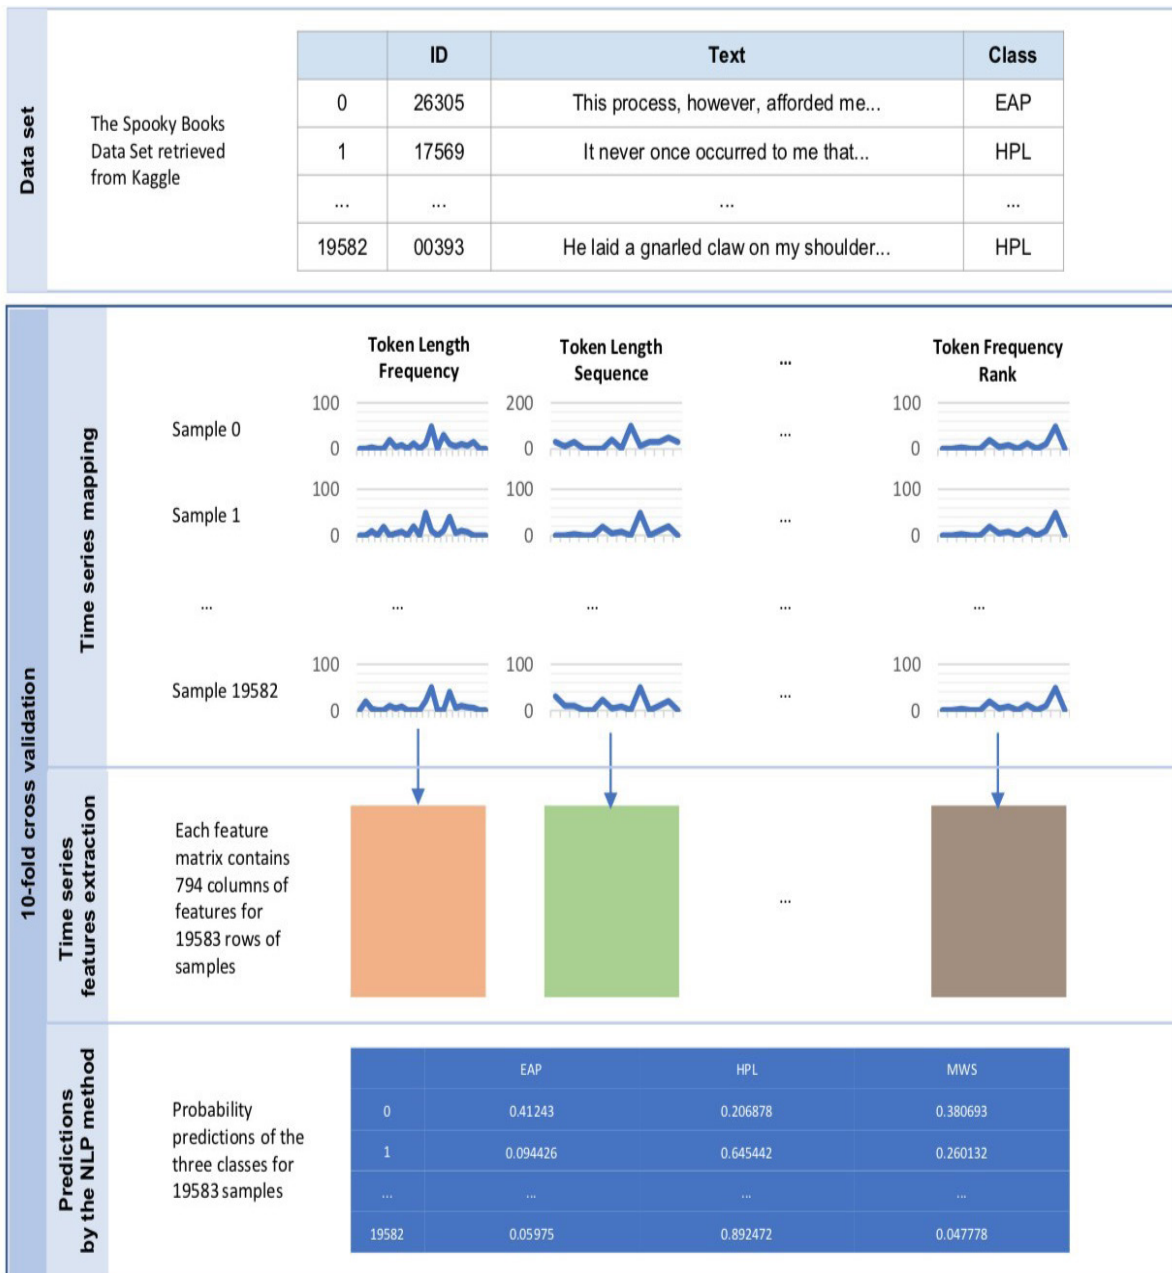 Data set
The Spooky Books
Data Set retrieved
from Kaggle
ID Text Class
0 26305 This process, however, afforded me... EAP
1 17569 It never once occurred to me that... HPL
... ... ... ...
19582 00393 He laid a gnarled claw on my shoulder... HPL
10-fold cross validation
Time series mapping
Token Length
Frequency
Token Length
Sequence
...
Token Frequency
Rank
Sample 0
100
0
200
0
...
100
0
Sample 1
100
0
100
0
...
100
0
... ... ... ... ...
Sample 19582
100
0
100
0
...
100
0
Time series
features extraction
Each feature
matrix contains
794 columns of
features for
19583 rows of
samples
...
Predictions
by the NLP method
Probability
predictions of the
three classes for
19583 samples
EAP HPL MWS
0 0.41243 0.206878 0.380693
1 0.094426 0.645442 0.260132
... ... ... ...
19582 0.05975 0.892472 0.047778